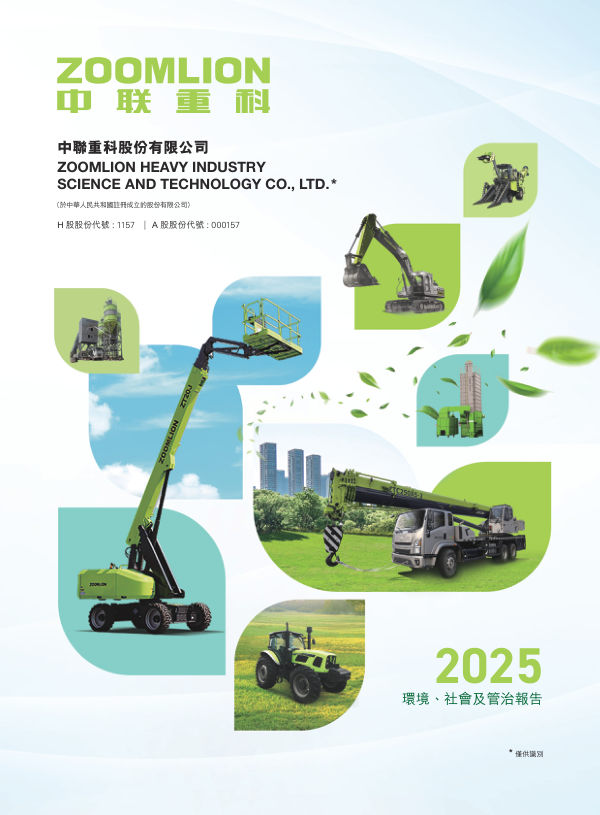 ZOOMLION
中联重科
中聯重科股份有限公司
ZOOMLION HEAVY INDUSTRY
SCIENCE AND TECHNOLOGY CO., LTD.*
(於中華人民共和國註冊成立的股份有限公司)
H 股股份代號 : 1157 | A 股股份代號 : 000157
ZT20J
ZOOMLION
ZOOMLION
2025
環境、社會及管治報告
* 僅供識別